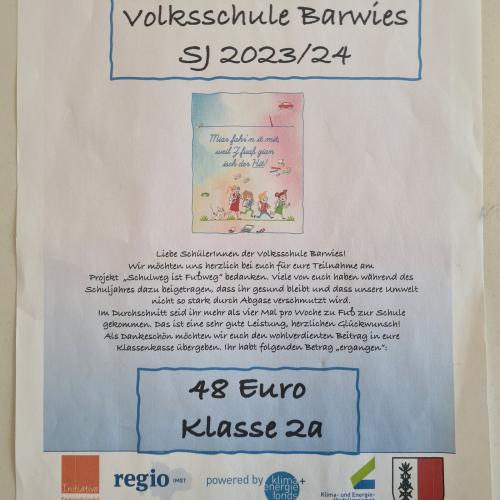 Volksschule Barwies
SJ 2023/24
Miar fahr'n it mit,
weil Z'fuaß gian
isch der Hit!
Liebe SchülerInnen der Volksschule Barwies!
Wir möchten uns herzlich bei euch für eure Teilnahme am
Projekt „Schulweg ist Fußweg" bedanken. Viele von euch haben während des
Schuljahres dazu beigetragen, dass ihr gesund bleibt und dass unsere Umwelt
nicht so stark durch Abgase verschmutzt wird.
Im Durchschnitt seid ihr mehr als vier Mal pro Woche zu Fuß zur Schule
gekommen. Das ist eine sehr gute Leistung, herzlichen Glückwunsch!
Als Dankeschön möchten wir euch den wohlverdienten Beitrag in eure
Klassenkasse übergeben. Ihr habt folgenden Betrag „ergangen":
48 Euro
Klasse 2a
Initiative
regio IMST
powered by klima+
energie
fonds
Klima- und Energie-